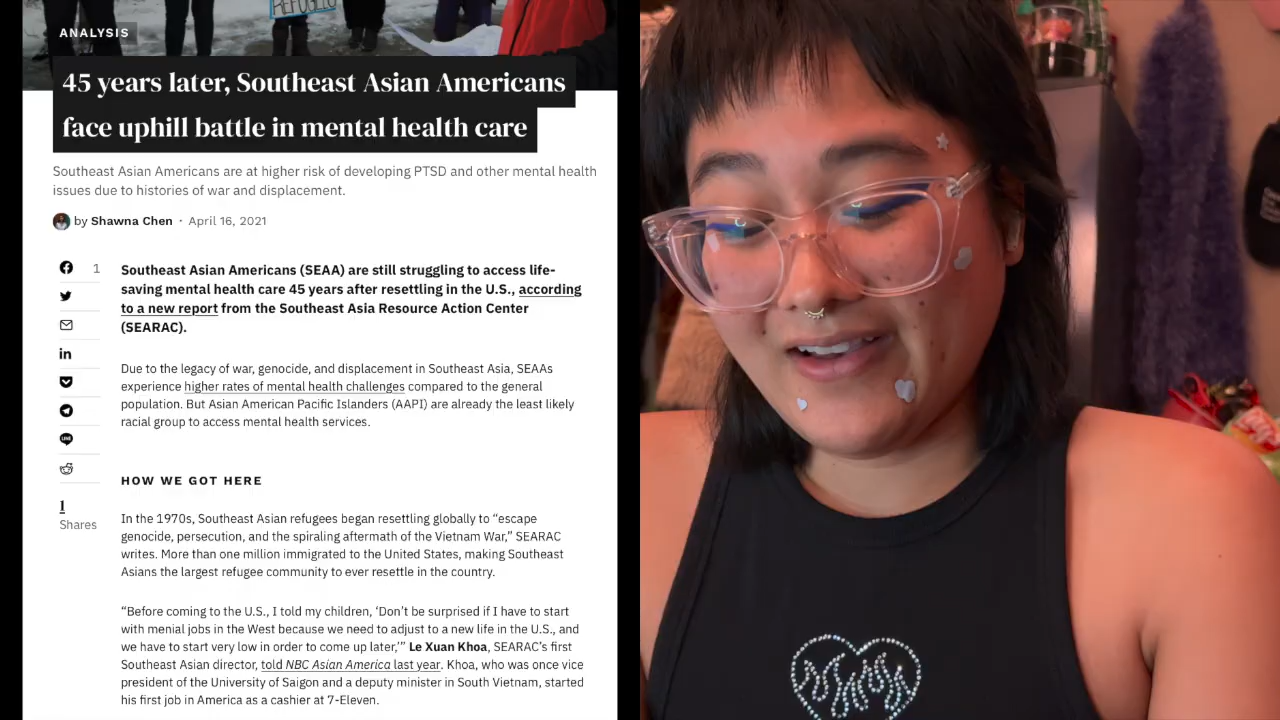 REFUGEES
ANALYSIS
45 years later, Southeast Asian Americans
face uphill battle in mental health care
Southeast Asian Americans are at higher risk of developing PTSD and other mental health
issues due to histories of war and displacement.
by Shawna Chen · April 16, 2021
1
Southeast Asian Americans (SEAA) are still struggling to access life-
saving mental health care 45 years after resettling in the U.S., according
to a new report from the Southeast Asia Resource Action Center
(SEARAC).
Due to the legacy of war, genocide, and displacement in Southeast Asia, SEAAs
experience higher rates of mental health challenges compared to the general
population. But Asian American Pacific Islanders (AAPI) are already the least likely
racial group to access mental health services.
HOW WE GOT HERE
1
Shares
In the 1970s, Southeast Asian refugees began resettling globally to “escape
genocide, persecution, and the spiraling aftermath of the Vietnam War,” SEARAC
writes. More than one million immigrated to the United States, making Southeast
Asians the largest refugee community to ever resettle in the country.
“Before coming to the U.S., I told my children, ‘Don’t be surprised if I have to start
with menial jobs in the West because we need to adjust to a new life in the U.S., and
we have to start very low in order to come up later,’” Le Xuan Khoa, SEARAC’s first
Southeast Asian director, told NBC Asian America last year. Khoa, who was once vice
president of the University of Saigon and a deputy minister in South Vietnam, started
his first job in America as a cashier at 7-Eleven.